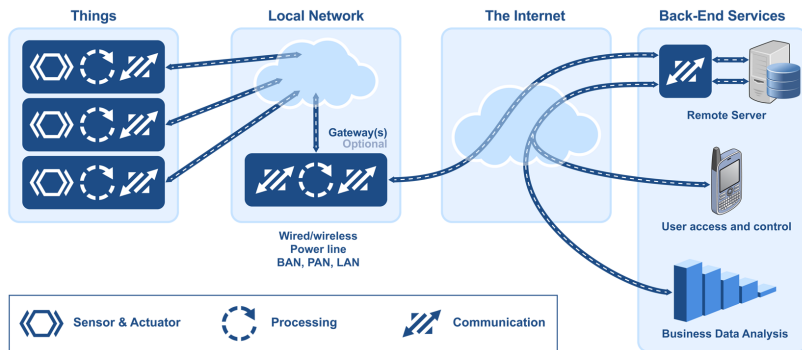 Things
Local Network
The Internet
Back-End Services
Gateway(s)
Optional
Wired/wireless
Power line
BAN, PAN, LAN
Remote Server
User access and control
Business Data Analysis
Sensor & Actuator
Processing
Communication